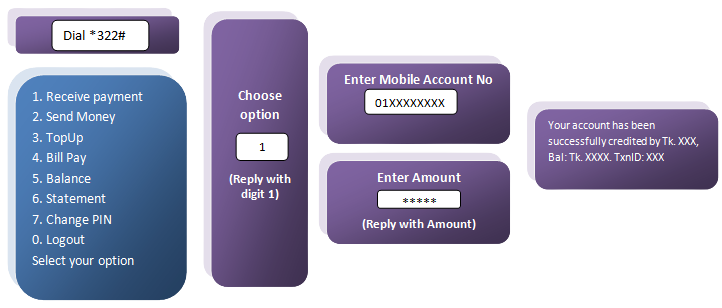 Dial *322#
1. Receive payment
2. Send Money
3. TopUp
4. Bill Pay
5. Balance
6. Statement
7. Change PIN
0. Logout
Select your option
Choose
option
1
(Reply with
digit 1)
Enter Mobile Account No
01XXXXXXXX
Enter Amount
*****
(Reply with Amount)
Your account has been
successfully credited by Tk. XXX,
Bal: Tk. XXXX. TxnID: XXX